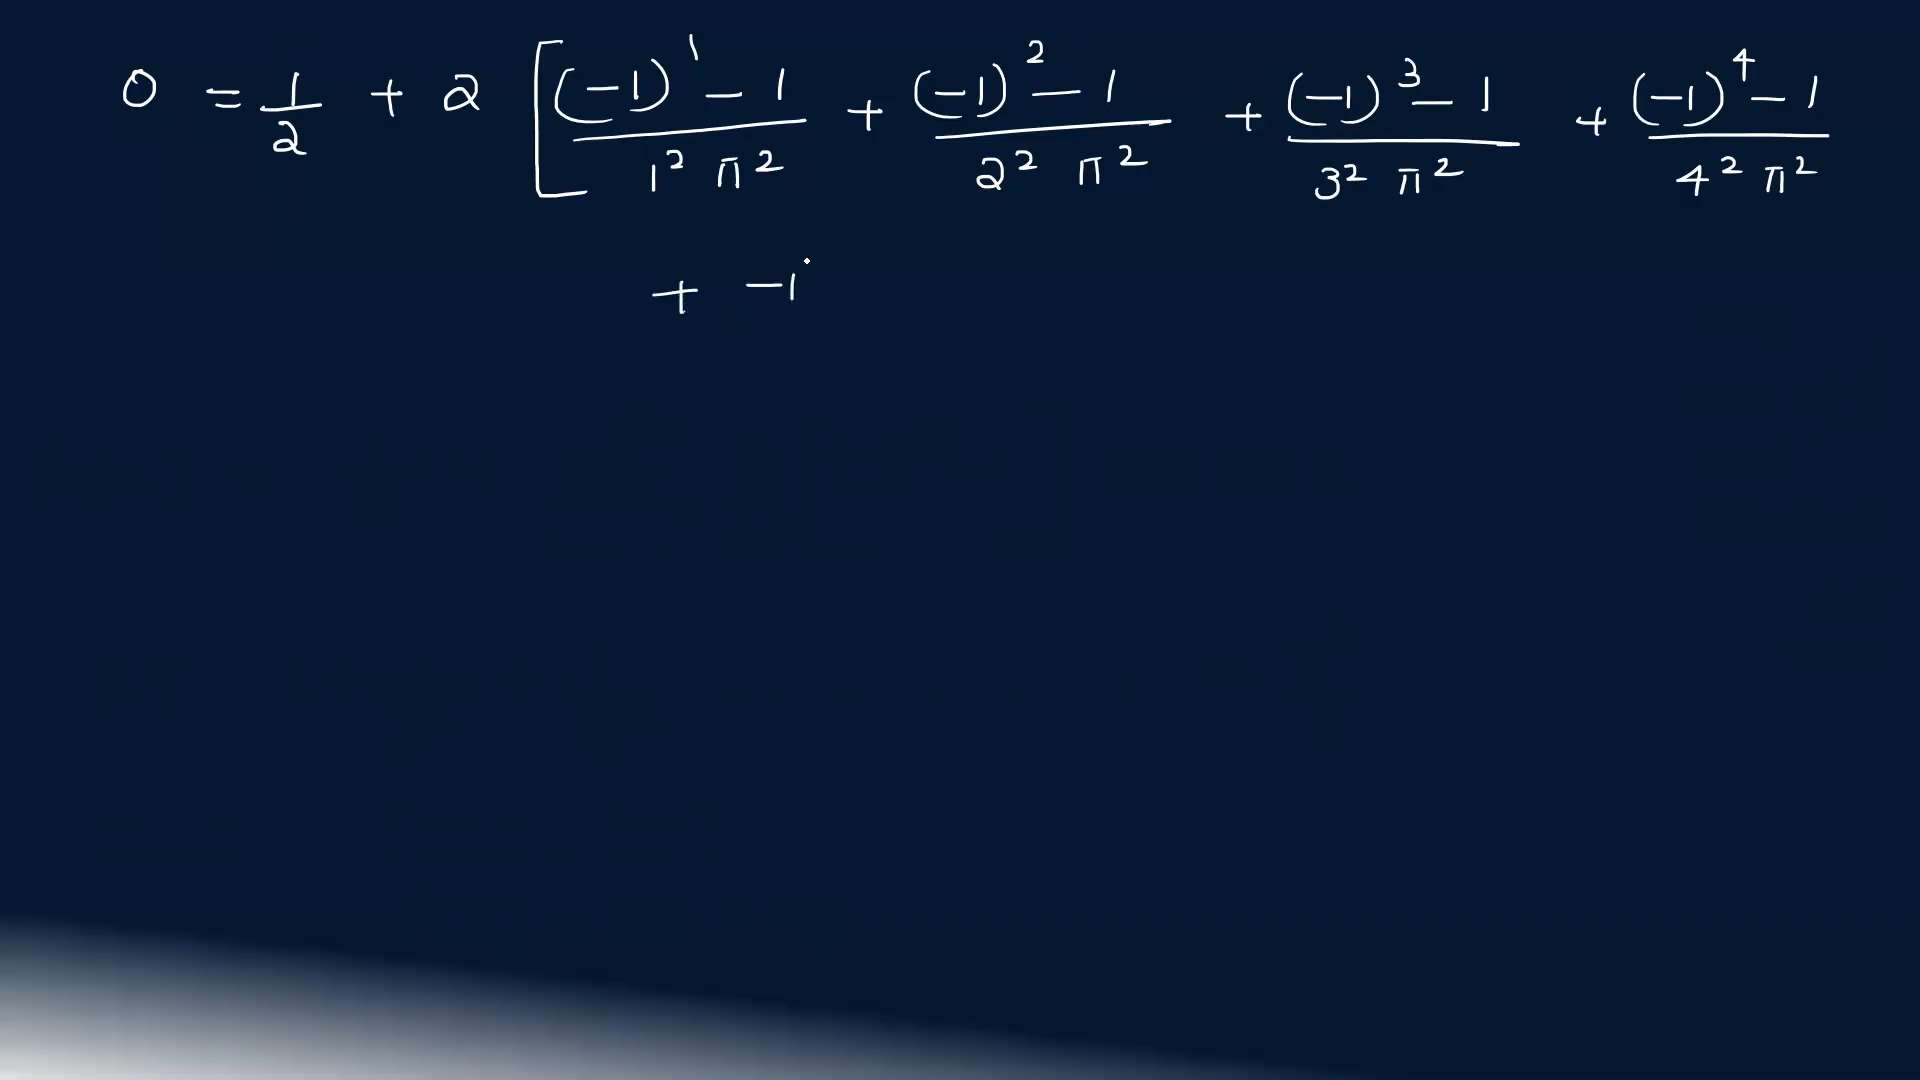 0 = 1/2 + 2 [ ((-1)^1 - 1)/(1^2 π^2) + ((-1)^2 - 1)/(2^2 π^2) + ((-1)^3 - 1)/(3^2 π^2) + ((-1)^4 - 1)/(4^2 π^2)
+ -1